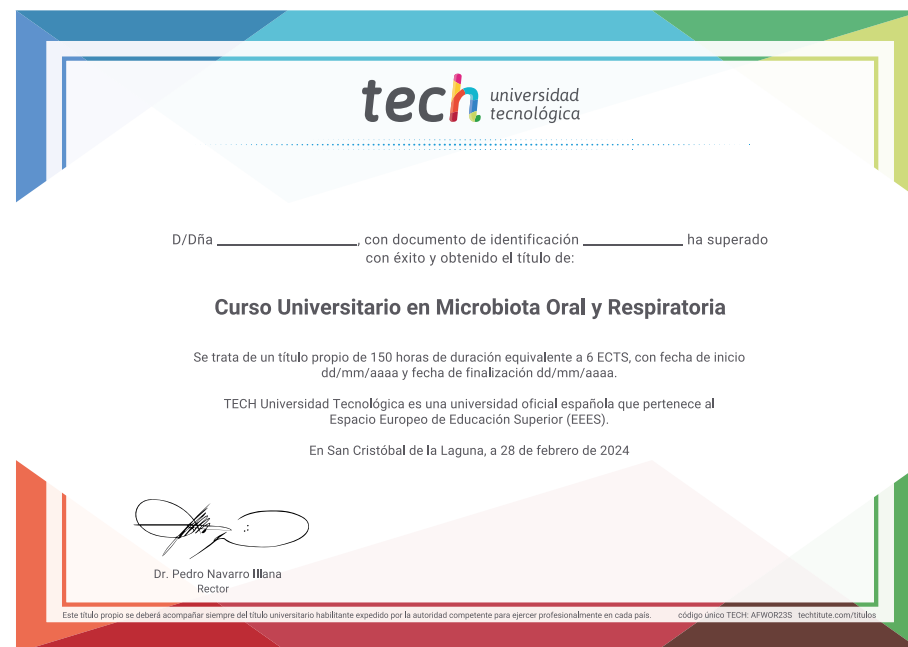 tech universidad
tecnológica
D/Dña ____________________, con documento de identificación ______________ ha superado
con éxito y obtenido el título de:
Curso Universitario en Microbiota Oral y Respiratoria
Se trata de un título propio de 150 horas de duración equivalente a 6 ECTS, con fecha de inicio
dd/mm/aaaa y fecha de finalización dd/mm/aaaa.
TECH Universidad Tecnológica es una universidad oficial española que pertenece al
Espacio Europeo de Educación Superior (EEES).
En San Cristóbal de la Laguna, a 28 de febrero de 2024
Dr. Pedro Navarro Illana
Rector
Este título propio se deberá acompañar siempre del título universitario habilitante expedido por la autoridad competente para ejercer profesionalmente en cada país. código único TECH: AFWOR23S techtitute.com/titulos